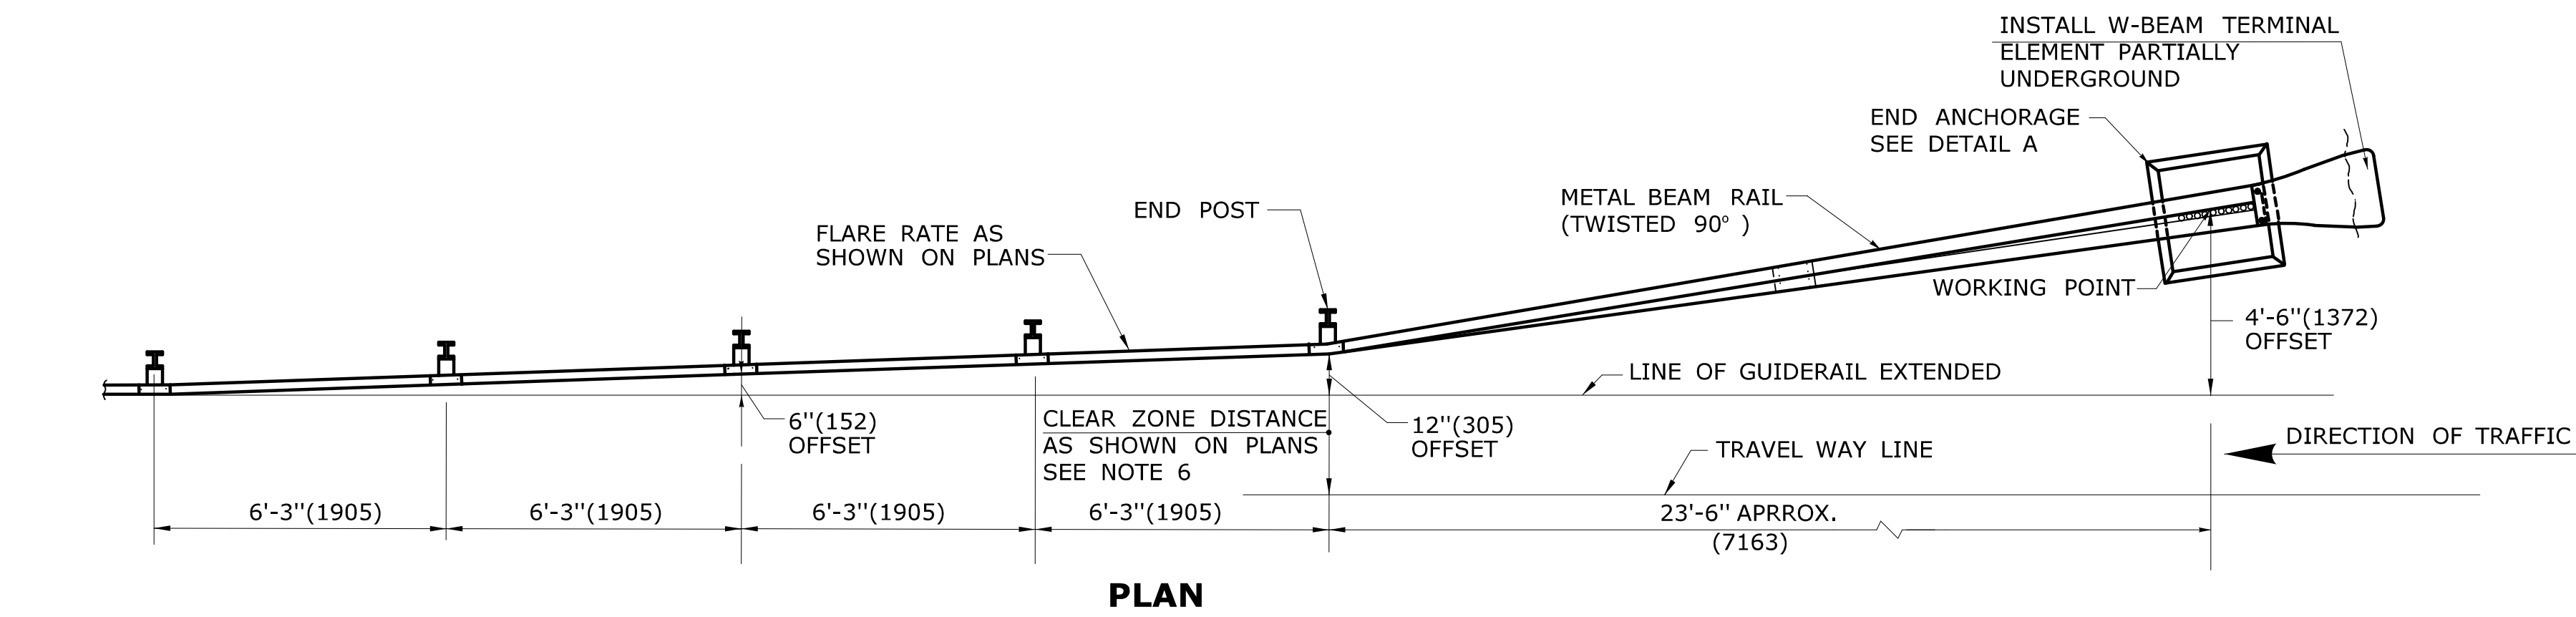 INSTALL W-BEAM TERMINAL
ELEMENT PARTIALLY
UNDERGROUND
END ANCHORAGE
SEE DETAIL A
METAL BEAM RAIL
(TWISTED 90° )
END POST
FLARE RATE AS
SHOWN ON PLANS
WORKING POINT
4'-6"(1372)
OFFSET
LINE OF GUIDERAIL EXTENDED
6"(152)
OFFSET
CLEAR ZONE DISTANCE
AS SHOWN ON PLANS
SEE NOTE 6
12"(305)
OFFSET
TRAVEL WAY LINE
DIRECTION OF TRAFFIC
6'-3"(1905)
6'-3"(1905)
6'-3"(1905)
6'-3"(1905)
23'-6" APRROX.
(7163)
PLAN